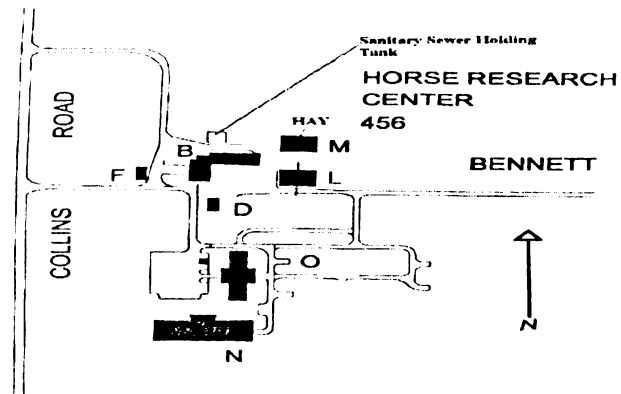 Sanitary Sewer Holding
Tank
HORSE RESEARCH
CENTER
456
HAY
ROAD
B
M
BENNETT
F
L
D
COLLINS
O
N
N